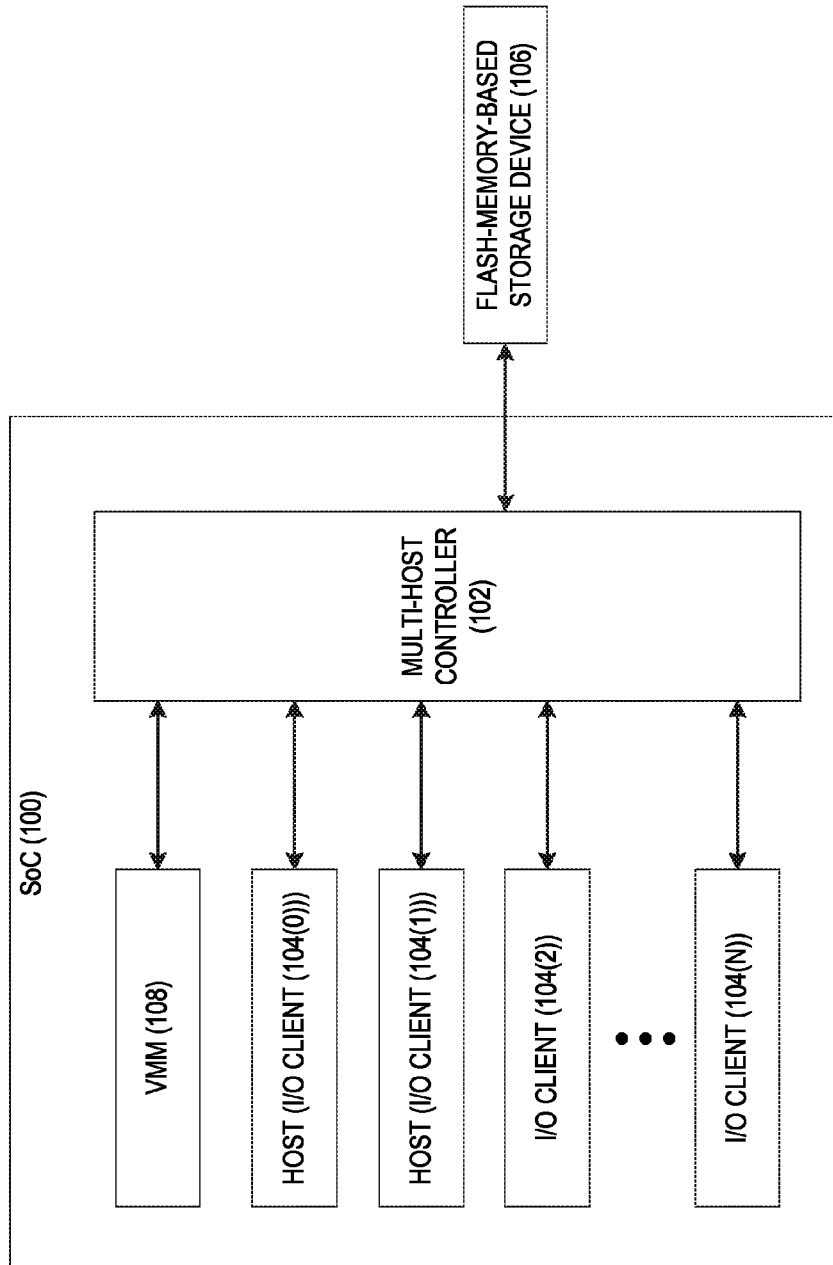 SoC (100)
VMM (108)
HOST (I/O CLIENT (104(0)))
HOST (I/O CLIENT (104(1)))
I/O CLIENT (104(2))
I/O CLIENT (104(N))
MULTI-HOST
CONTROLLER
(102)
FLASH-MEMORY-BASED
STORAGE DEVICE (106)